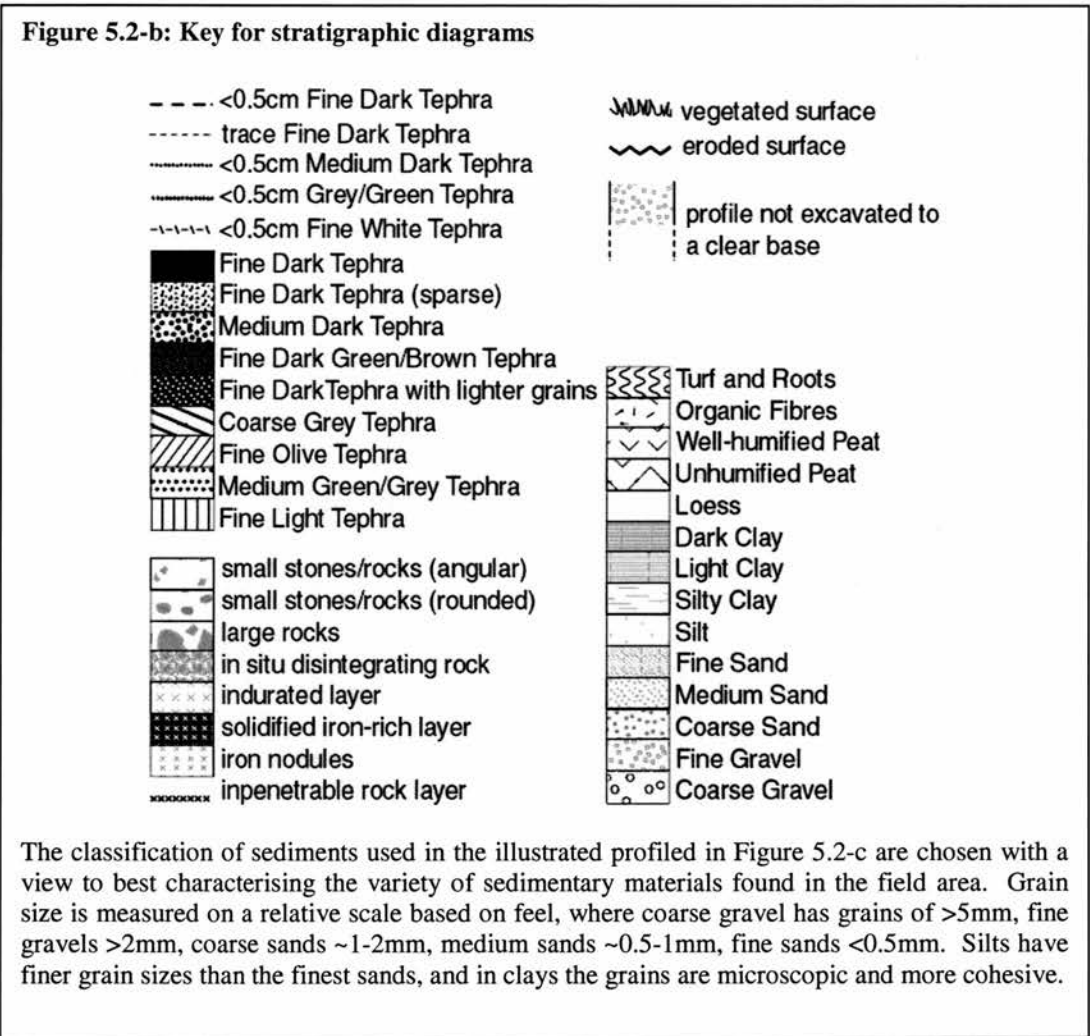 Figure 5.2-b: Key for stratigraphic diagrams
<0.5cm Fine Dark Tephra
trace Fine Dark Tephra
<0.5cm Medium Dark Tephra
<0.5cm Grey/Green Tephra
<0.5cm Fine White Tephra
Fine Dark Tephra
Fine Dark Tephra (sparse)
Medium Dark Tephra
Fine Dark Green/Brown Tephra
Fine DarkTephra with lighter grains
Coarse Grey Tephra
Fine Olive Tephra
Medium Green/Grey Tephra
Fine Light Tephra
small stones/rocks (angular)
small stones/rocks (rounded)
large rocks
in situ disintegrating rock
indurated layer
solidified iron-rich layer
iron nodules
inpenetrable rock layer
vegetated surface
eroded surface
profile not excavated to
a clear base
Turf and Roots
Organic Fibres
Well-humified Peat
Unhumified Peat
Loess
Dark Clay
Light Clay
Silty Clay
Silt
Fine Sand
Medium Sand
Coarse Sand
Fine Gravel
Coarse Gravel
The classification of sediments used in the illustrated profiled in Figure 5.2-c are chosen with a
view to best characterising the variety of sedimentary materials found in the field area. Grain
size is measured on a relative scale based on feel, where coarse gravel has grains of >5mm, fine
gravels >2mm, coarse sands ~1-2mm, medium sands ~0.5-1mm, fine sands <0.5mm. Silts have
finer grain sizes than the finest sands, and in clays the grains are microscopic and more cohesive.